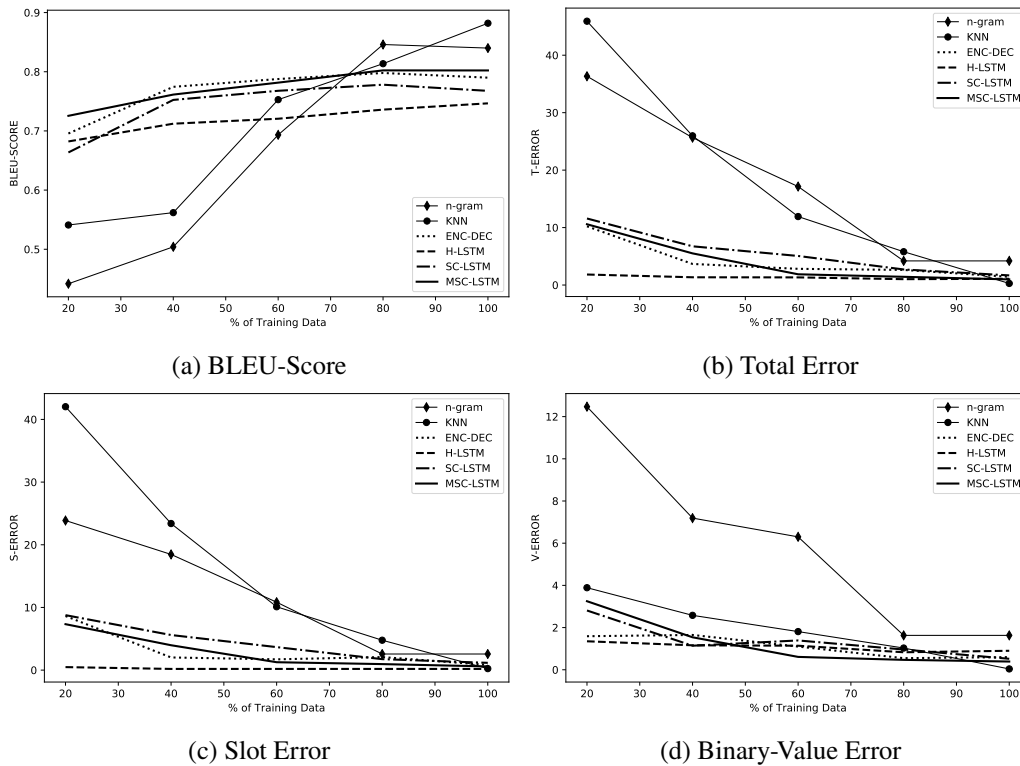 0.9
0.8
0.7
0.6
0.5
BLEU-SCORE
20 30 40 50 60 70 80 90 100
% of Training Data
n-gram
KNN
ENC-DEC
H-LSTM
SC-LSTM
MSC-LSTM
(a) BLEU-Score
40
30
20
10
0
T-ERROR
20 30 40 50 60 70 80 90 100
% of Training Data
n-gram
KNN
ENC-DEC
H-LSTM
SC-LSTM
MSC-LSTM
(b) Total Error
40
30
20
10
0
S-ERROR
20 30 40 50 60 70 80 90 100
% of Training Data
n-gram
KNN
ENC-DEC
H-LSTM
SC-LSTM
MSC-LSTM
(c) Slot Error
12
10
8
6
4
2
0
V-ERROR
20 30 40 50 60 70 80 90 100
% of Training Data
n-gram
KNN
ENC-DEC
H-LSTM
SC-LSTM
MSC-LSTM
(d) Binary-Value Error